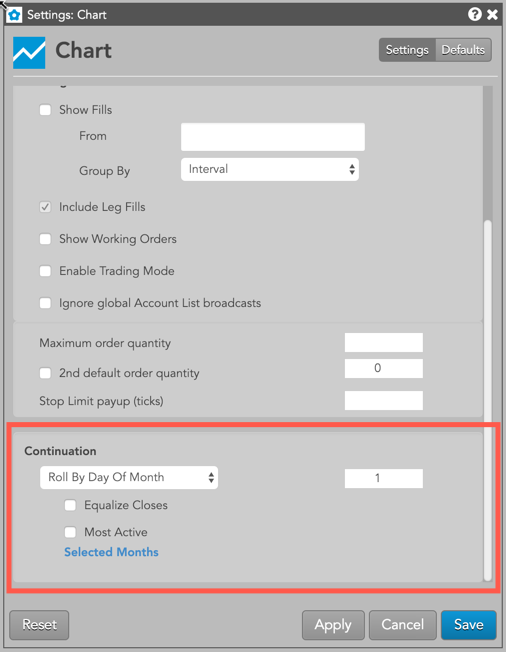 Settings: Chart
Chart
Settings Defaults
Show Fills
From
Group By Interval
Include Leg Fills
Show Working Orders
Enable Trading Mode
Ignore global Account List broadcasts
Maximum order quantity
2nd default order quantity 0
Stop Limit payup (ticks)
Continuation
Roll By Day Of Month 1
Equalize Closes
Most Active
Selected Months
Reset Apply Cancel Save